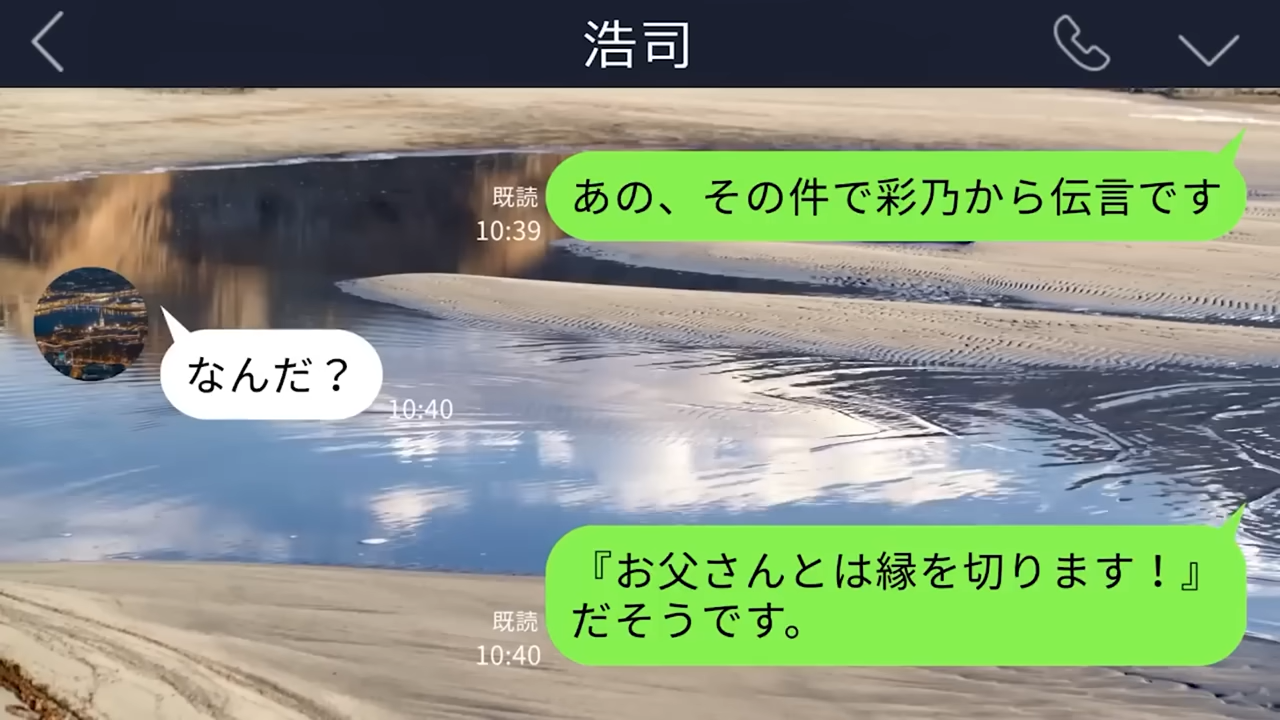 浩司
あの、その件で彩乃から伝言です
既読
10:39
なんだ？
10:40
『お父さんとは縁を切ります！』
だそうです。
既読
10:40